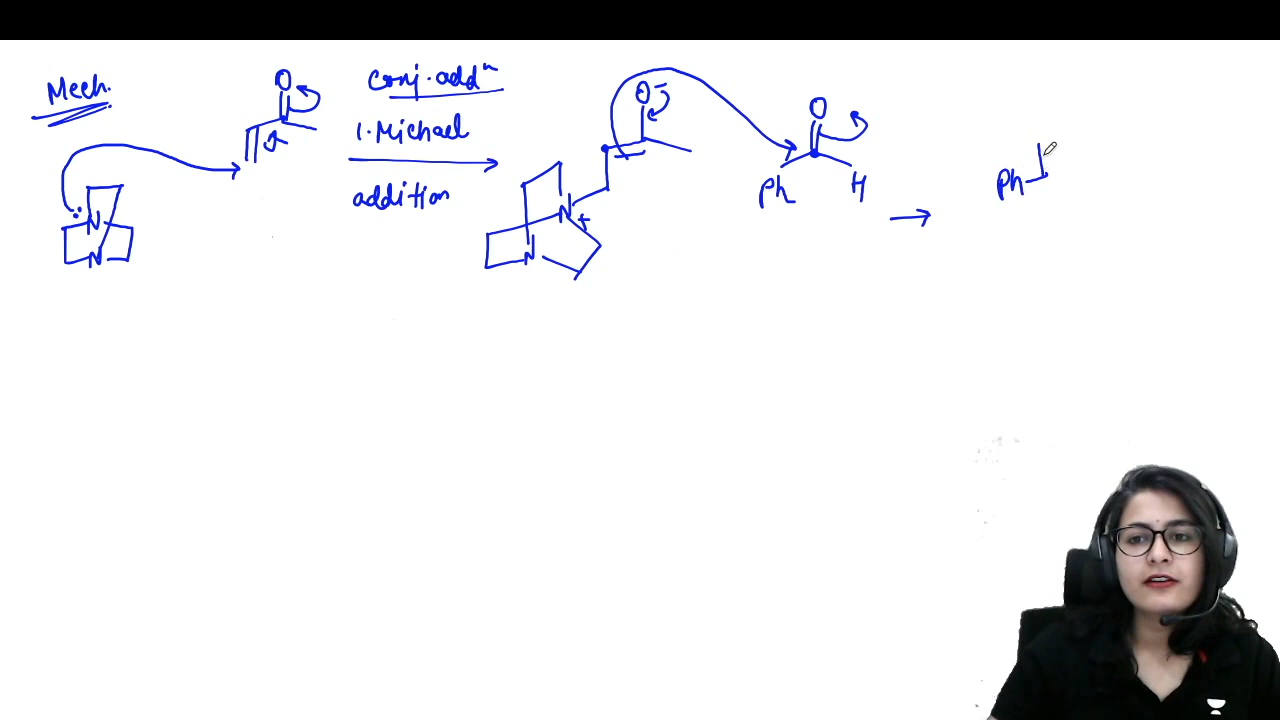 Mech.
O
Conj. addⁿ
1. Michael
addition
N
N
O⁻
N
+
N
O
Ph
H
Ph